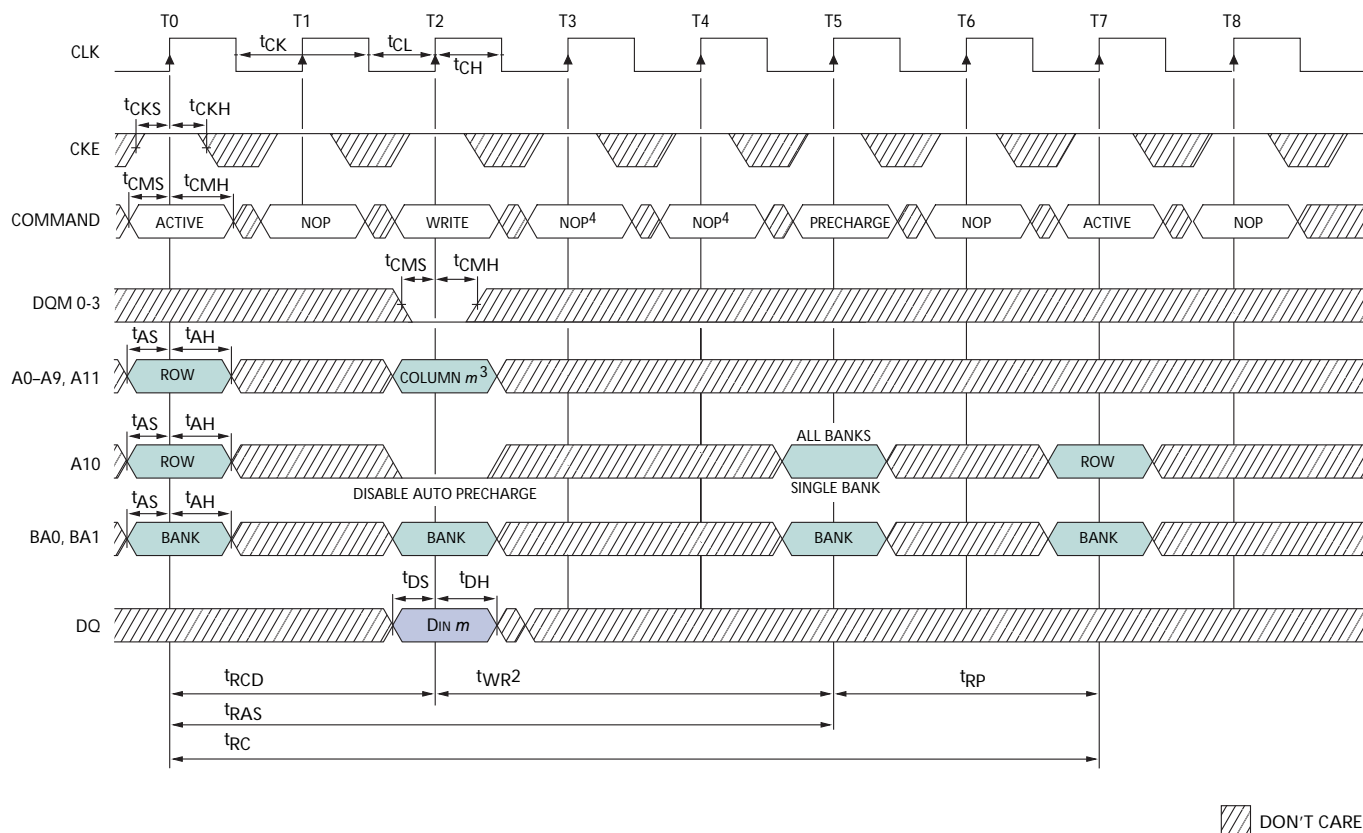 T0 T1 T2 T3 T4 T5 T6 T7 T8
CLK
tCK tCL
tCH
tCKS tCKH
CKE
tCMS tCMH
COMMAND ACTIVE NOP WRITE NOP4 NOP4 PRECHARGE NOP ACTIVE NOP
tCMS tCMH
DQM 0-3
tAS tAH
A0–A9, A11 ROW COLUMN m3
tAS tAH ALL BANKS
A10 ROW ROW
DISABLE AUTO PRECHARGE SINGLE BANK
tAS tAH
BA0, BA1 BANK BANK BANK BANK
tDS tDH
DQ DIN m
tRCD tWR2 tRP
tRAS
tRC
DON'T CARE